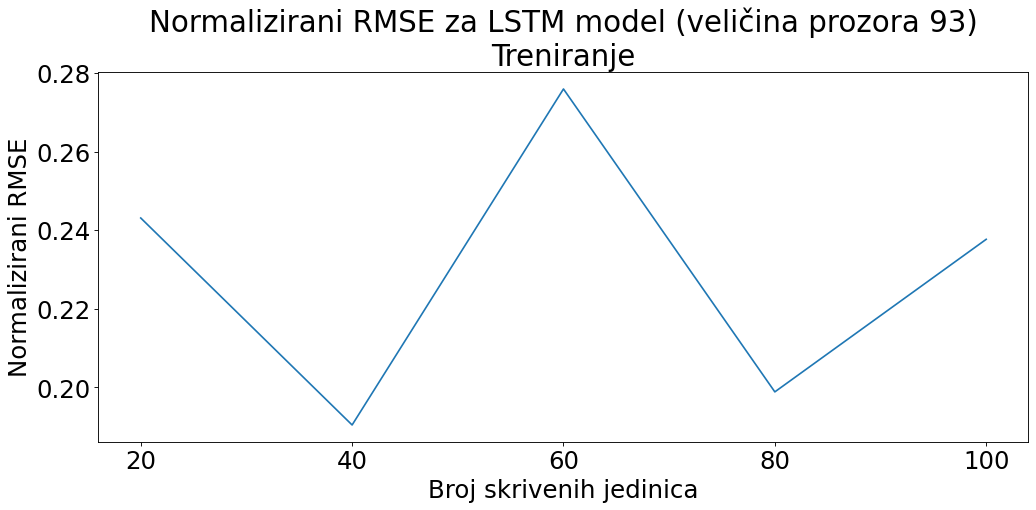 Normalizirani RMSE za LSTM model (veličina prozora 93)
Treniranje
0.28
0.26
0.24
0.22
0.20
Normalizirani RMSE
20 40 60 80 100
Broj skrivenih jedinica